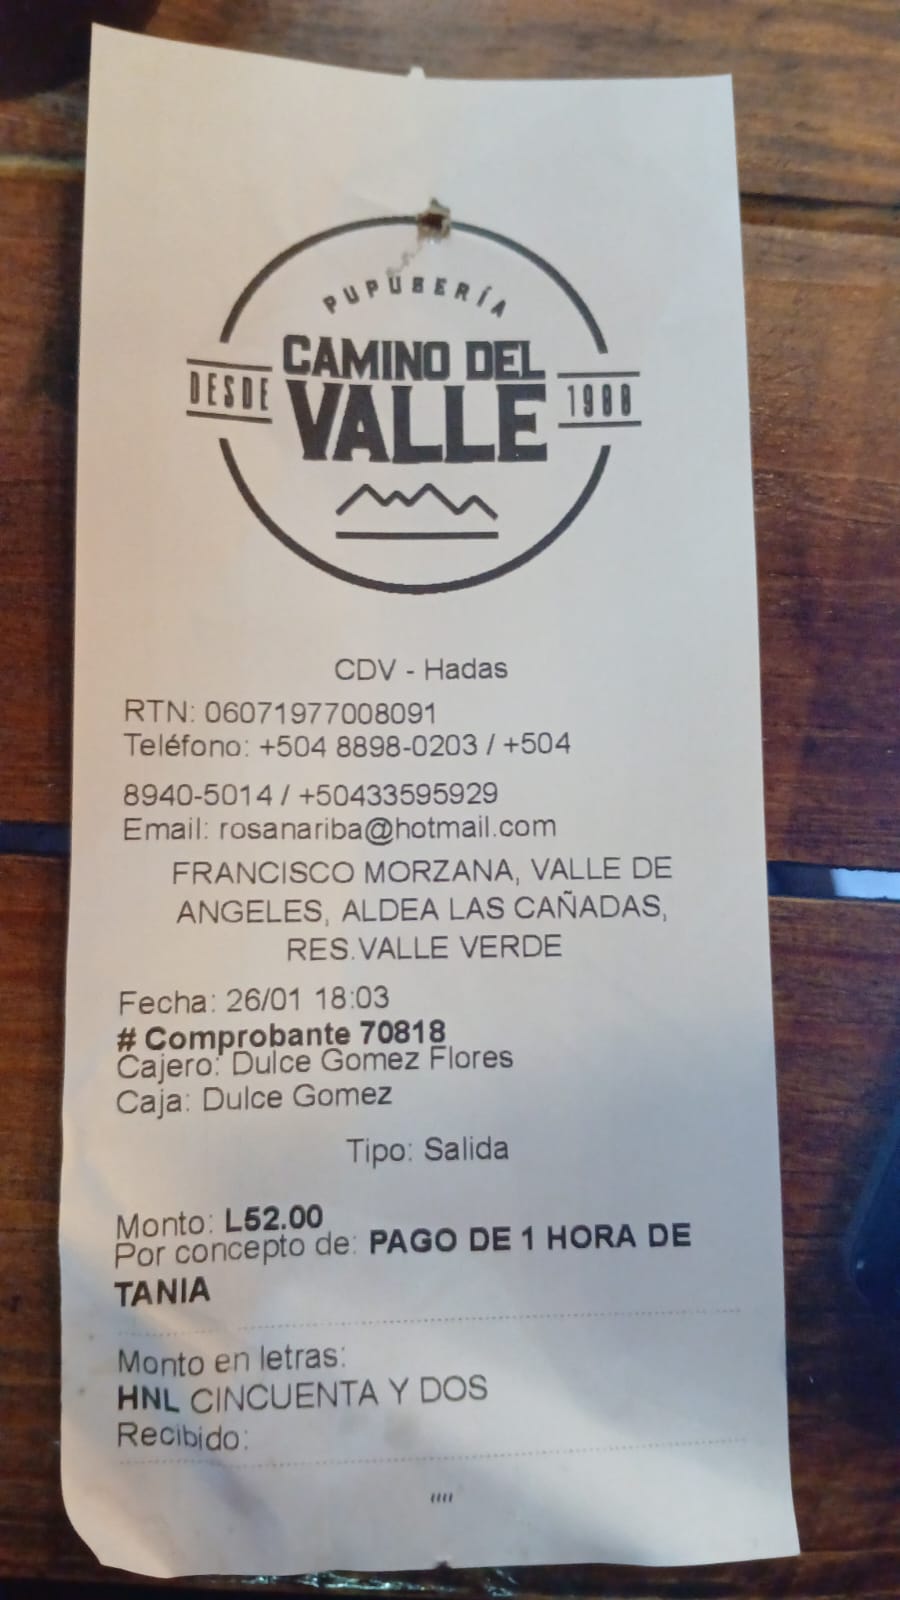 PUPUBERÍA
CAMINO DEL
DESDE VALLE 1988
CDV - Hadas
RTN: 06071977008091
Teléfono: +504 8898-0203 / +504
8940-5014 / +50433595929
Email: rosanariba@hotmail.com
FRANCISCO MORZANA, VALLE DE
ANGELES, ALDEA LAS CAÑADAS,
RES.VALLE VERDE
Fecha: 26/01 18:03
# Comprobante 70818
Cajero: Dulce Gomez Flores
Caja: Dulce Gomez
Tipo: Salida
Monto: L52.00
Por concepto de: PAGO DE 1 HORA DE
TANIA
Monto en letras:
HNL CINCUENTA Y DOS
Recibido:
,,,,